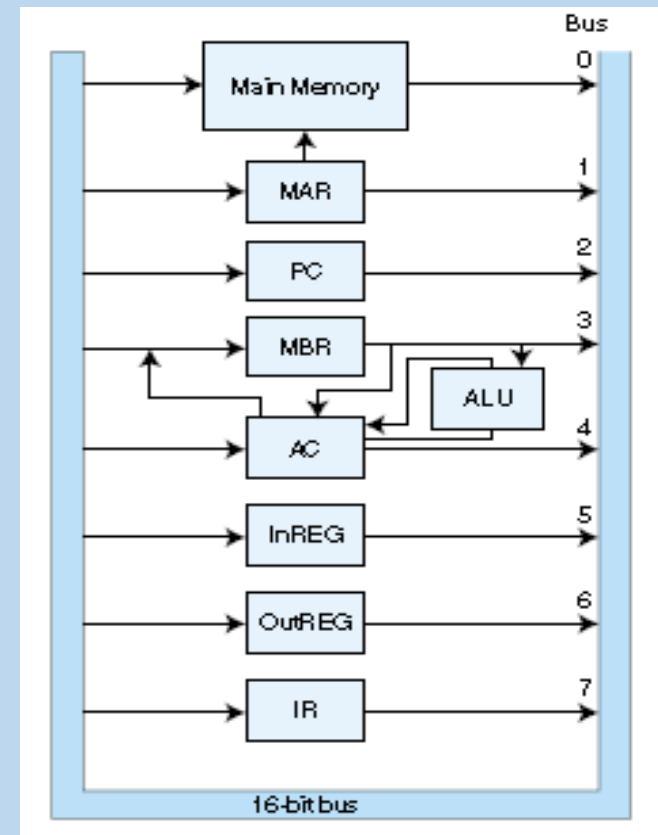 Bus
0
Main Memory
1
MAR
2
PC
3
MBR
ALU
4
AC
5
InREG
6
OutREG
7
IR
16-bit bus